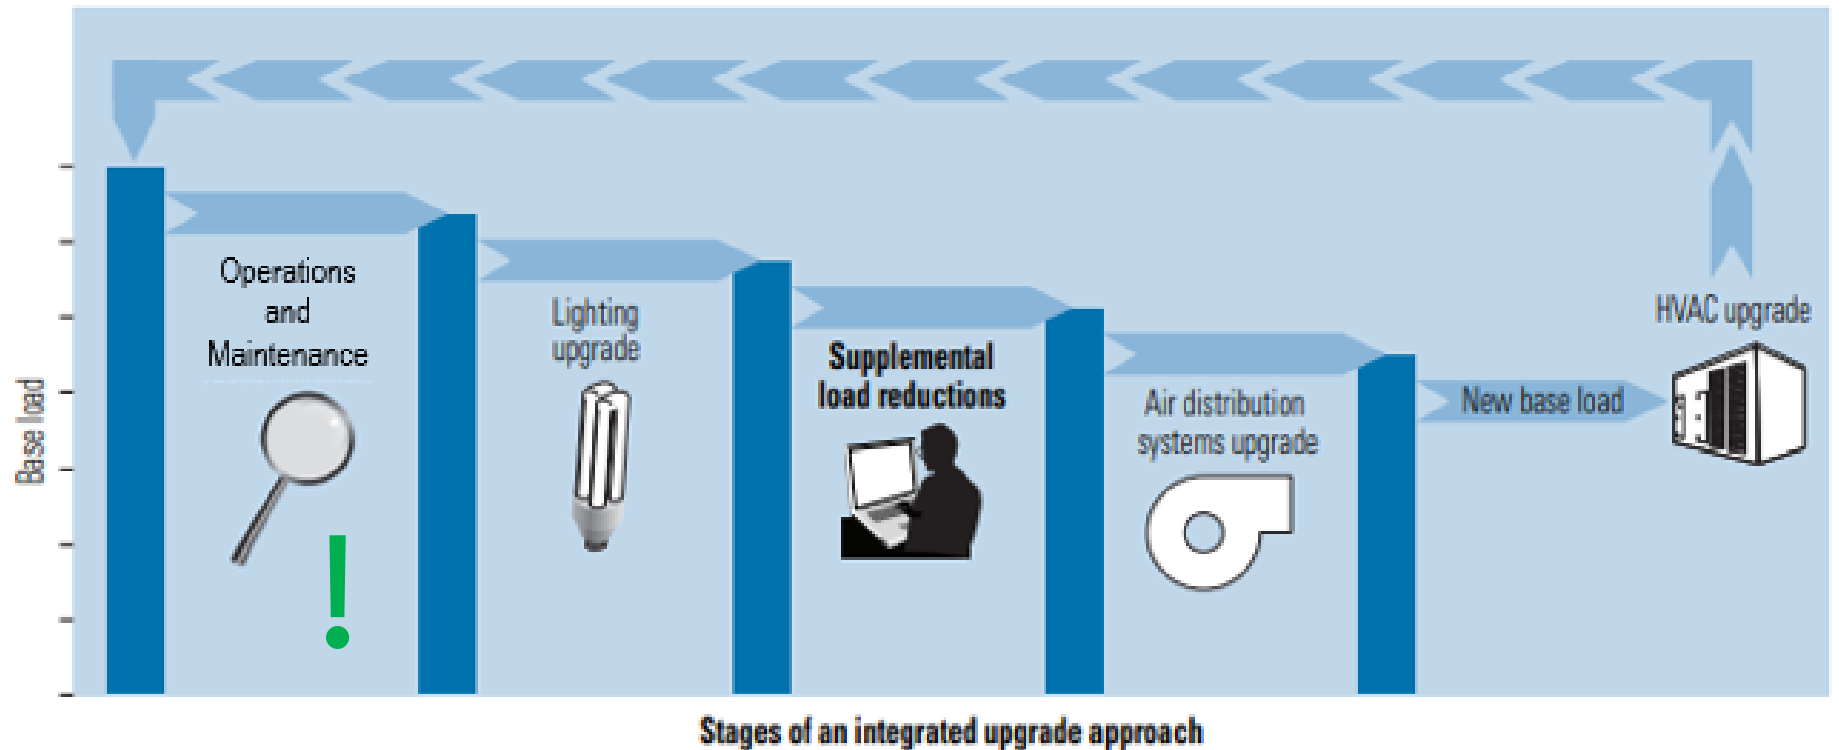 Operations
and
Maintenance
Lighting
upgrade
Supplemental
load reductions
Air distribution
systems upgrade
New base load
HVAC upgrade
Base load
!
Stages of an integrated upgrade approach